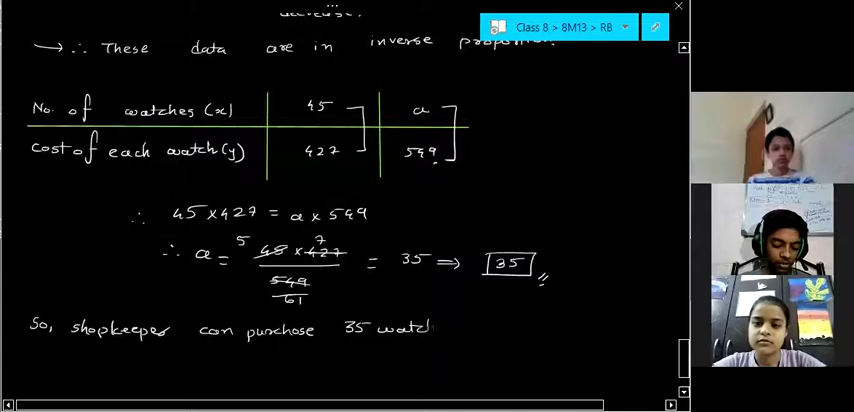 Class 8 > 8M13 > RB
decrease.
→ ∴ These data are in inverse proportion.
No. of watches (x) 45 a
Cost of each watch (y) 427 549
∴ 45 × 427 = a × 549
∴ a = 5 45 × 427 7 / 549 61 = 35 ⇒ 35
So, shopkeeper can purchase 35 watch